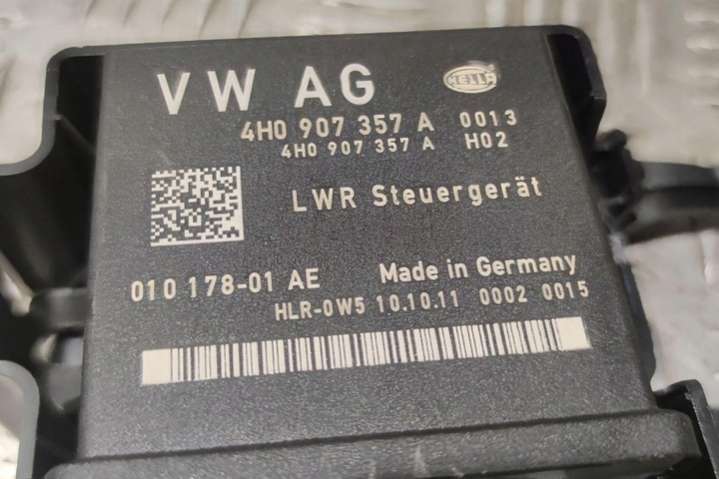 VW AG HELLA
4H0 907 357 A 0013
4H0 907 357 A H02
LWR Steuergerät
010 178-01 AE Made in Germany
HLR-0W5 10.10.11 0002 0015